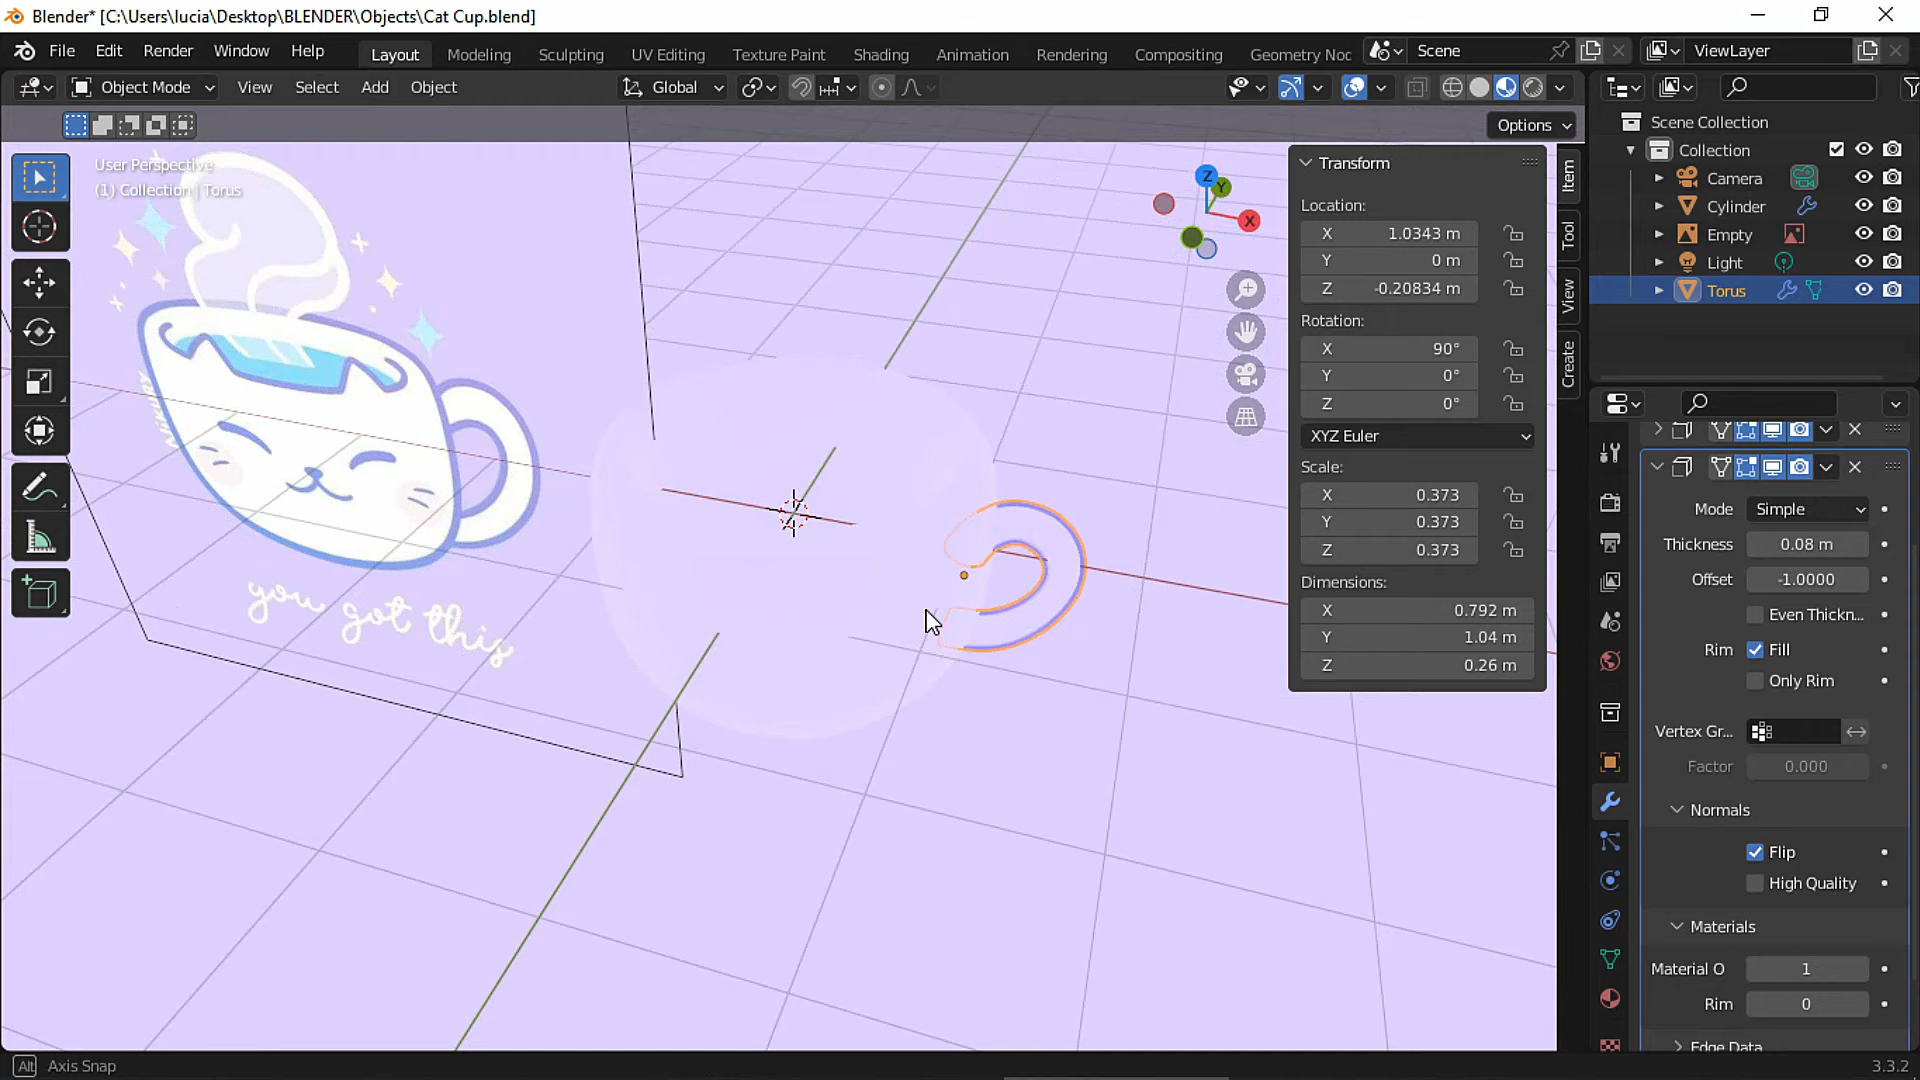 Blender* [C:\Users\lucia\Desktop\BLENDER\Objects\Cat Cup.blend]
File Edit Render Window Help
Layout Modeling Sculpting UV Editing Texture Paint Shading Animation Rendering Compositing Geometry Noc
Scene
ViewLayer
Object Mode View Select Add Object
Global
Options
User Perspective
(1) Collection | Torus
you got this
Z
Y
X
Transform
Location:
X 1.0343 m
Y 0 m
Z -0.20834 m
Rotation:
X 90°
Y 0°
Z 0°
XYZ Euler
Scale:
X 0.373
Y 0.373
Z 0.373
Dimensions:
X 0.792 m
Y 1.04 m
Z 0.26 m
Item
Tool
View
Create
Scene Collection
Collection
Camera
Cylinder
Empty
Light
Torus
Mode Simple
Thickness 0.08 m
Offset -1.0000
Even Thickn...
Rim Fill
Only Rim
Vertex Gr...
Factor 0.000
Normals
Flip
High Quality
Materials
Material O 1
Rim 0
Edge Data
Alt Axis Snap
3.3.2